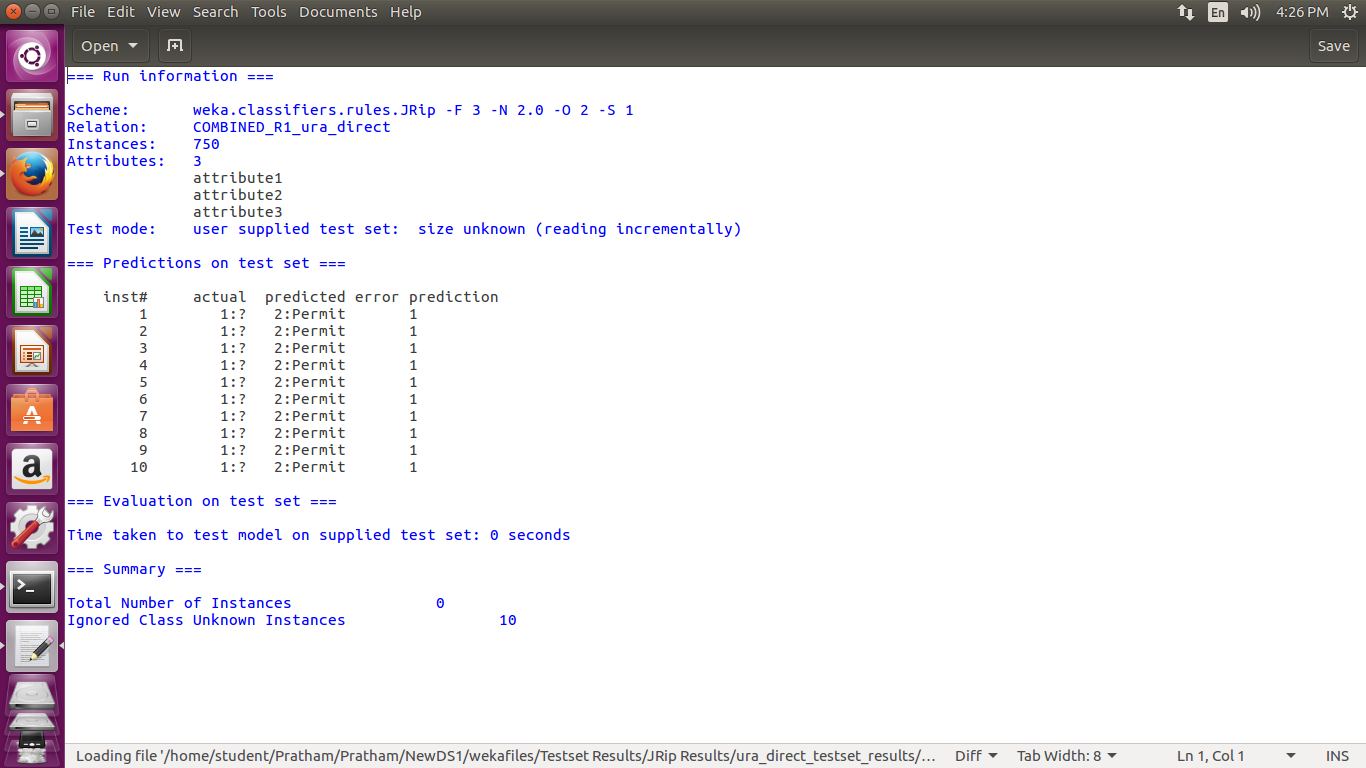 File Edit View Search Tools Documents Help En 4:26 PM
Open Save
=== Run information ===
Scheme: weka.classifiers.rules.JRip -F 3 -N 2.0 -O 2 -S 1
Relation: COMBINED_R1_ura_direct
Instances: 750
Attributes: 3
attribute1
attribute2
attribute3
Test mode: user supplied test set: size unknown (reading incrementally)
=== Predictions on test set ===
inst# actual predicted error prediction
1 1:? 2:Permit 1
2 1:? 2:Permit 1
3 1:? 2:Permit 1
4 1:? 2:Permit 1
5 1:? 2:Permit 1
6 1:? 2:Permit 1
7 1:? 2:Permit 1
8 1:? 2:Permit 1
9 1:? 2:Permit 1
10 1:? 2:Permit 1
=== Evaluation on test set ===
Time taken to test model on supplied test set: 0 seconds
=== Summary ===
Total Number of Instances 0
Ignored Class Unknown Instances 10
Loading file '/home/student/Pratham/Pratham/NewDS1/wekafiles/Testset Results/JRip Results/ura_direct_testset_results/… Diff Tab Width: 8 Ln 1, Col 1 INS